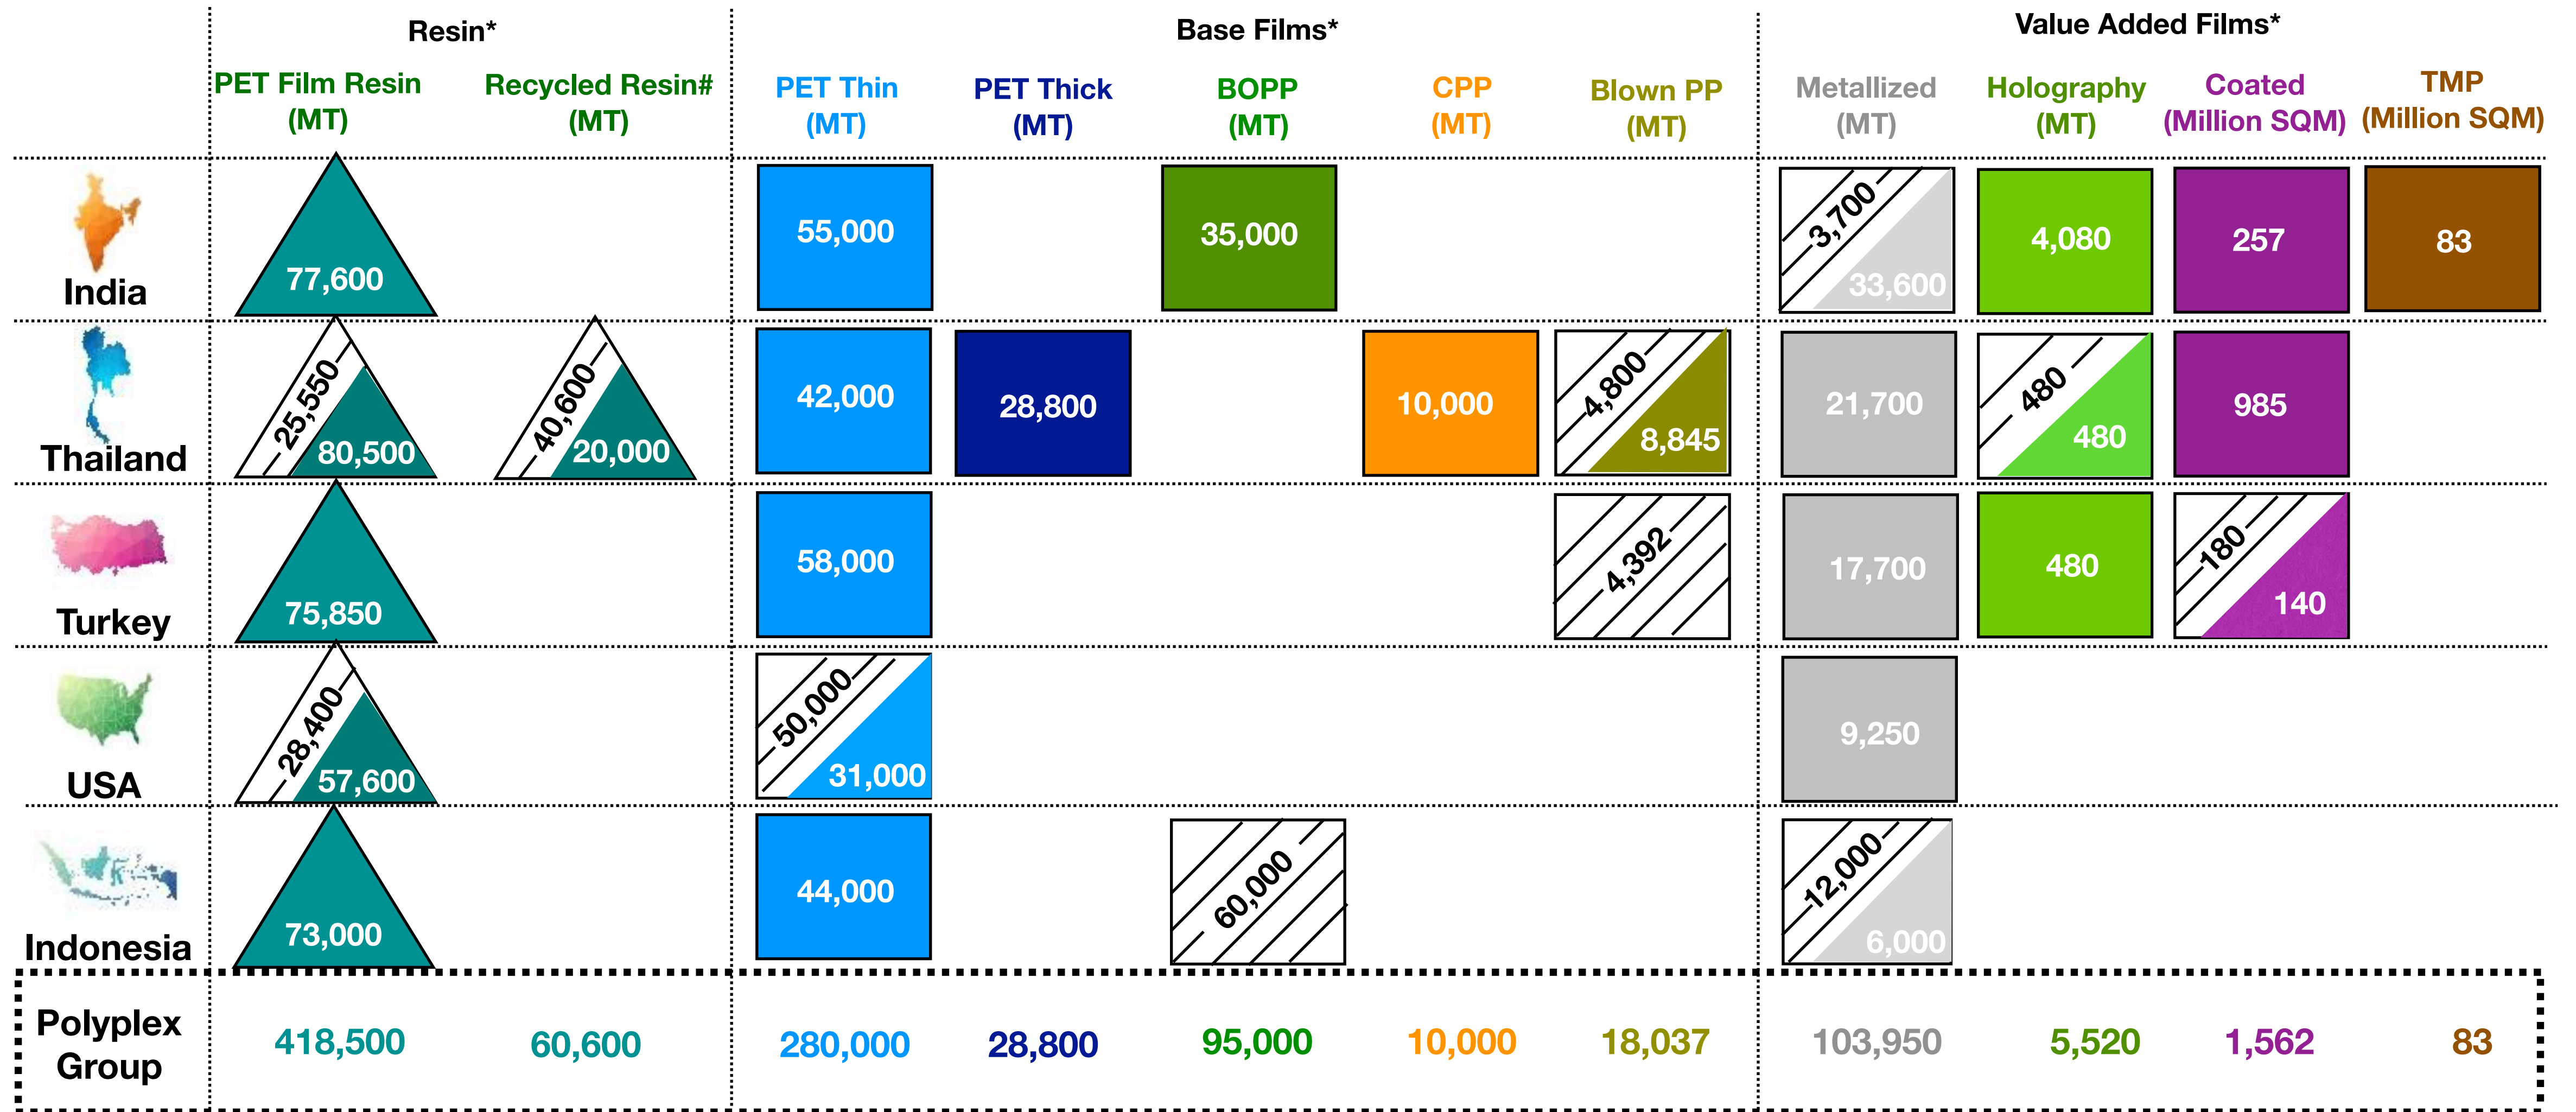 Resin*
Base Films*
Value Added Films*
PET Film Resin
(MT)
Recycled Resin#
(MT)
PET Thin
(MT)
PET Thick
(MT)
BOPP
(MT)
CPP
(MT)
Blown PP
(MT)
Metallized
(MT)
Holography
(MT)
Coated
(Million SQM)
TMP
(Million SQM)
India
77,600
55,000
35,000
3,700
33,600
4,080
257
83
Thailand
25,550
80,500
40,600
20,000
42,000
28,800
10,000
4,800
8,845
21,700
480
480
985
Turkey
75,850
58,000
4,392
17,700
480
180
140
USA
28,400
57,600
50,000
31,000
9,250
Indonesia
73,000
44,000
60,000
12,000
6,000
Polyplex
Group
418,500
60,600
280,000
28,800
95,000
10,000
18,037
103,950
5,520
1,562
83